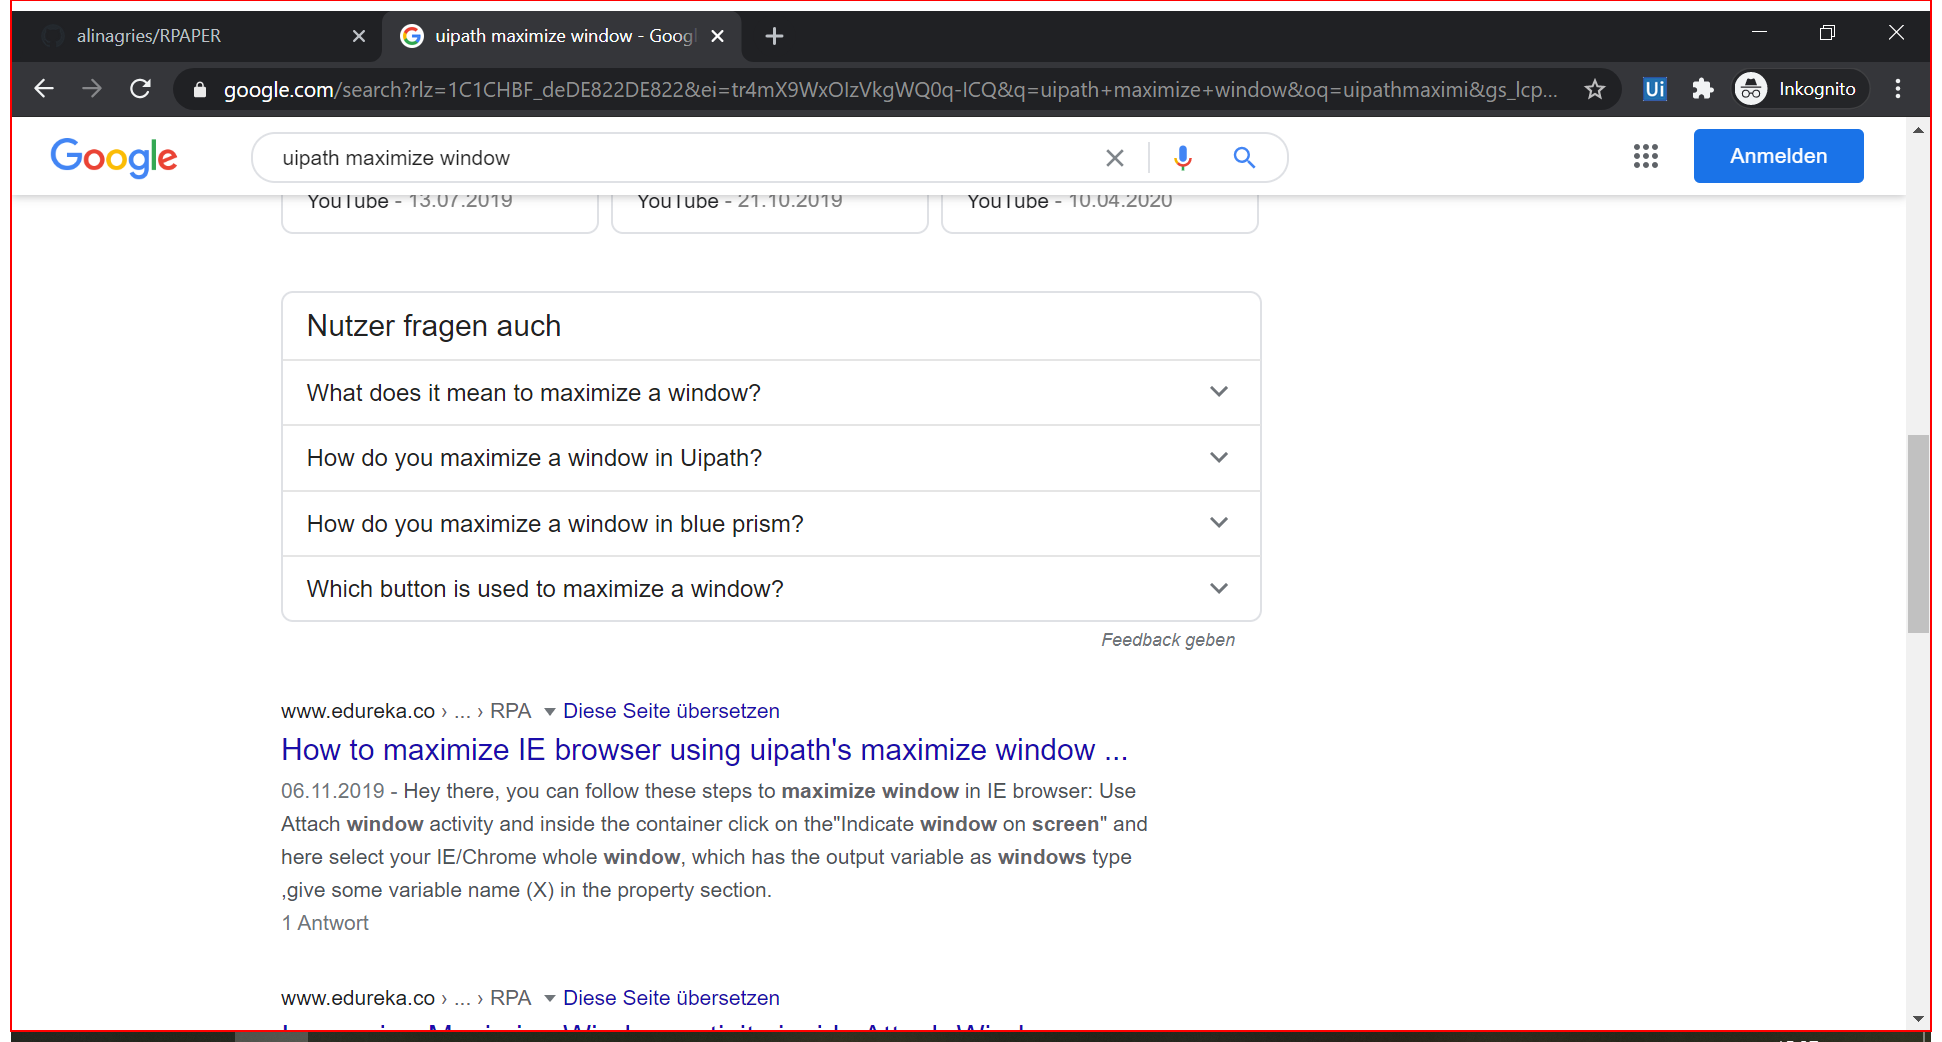 alinagries/RPAPER
uipath maximize window - Goog
google.com/search?rlz=1C1CHBF_deDE822DE822&ei=tr4mX9WxOIzVkgWQ0q-ICQ&q=uipath+maximize+window&oq=uipathmaximi&gs_lcp...
Ui
Inkognito
Google
uipath maximize window
Anmelden
YouTube - 13.07.2019
YouTube - 21.10.2019
YouTube - 10.04.2020
Nutzer fragen auch
What does it mean to maximize a window?
How do you maximize a window in Uipath?
How do you maximize a window in blue prism?
Which button is used to maximize a window?
Feedback geben
www.edureka.co › ... › RPA ▾ Diese Seite übersetzen
How to maximize IE browser using uipath's maximize window ...
06.11.2019 - Hey there, you can follow these steps to maximize window in IE browser: Use
Attach window activity and inside the container click on the"Indicate window on screen" and
here select your IE/Chrome whole window, which has the output variable as windows type
,give some variable name (X) in the property section.
1 Antwort
www.edureka.co › ... › RPA ▾ Diese Seite übersetzen